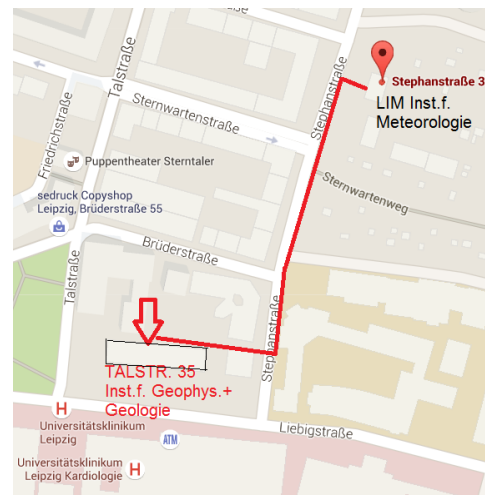 Talstraße
Friedrichstraße
Sternwartenstraße
Stephanstraße
Stephanstraße 3
LIM Inst.f.
Meteorologie
Puppentheater Sterntaler
Sternwartenweg
sedruck Copyshop
Leipzig, Brüderstraße 55
Brüderstraße
Talstraße
Stephanstraße
TALSTR. 35
Inst.f. Geophys.+
Geologie
H
Universitätsklinikum
Leipzig
ATM
Liebigstraße
Universitätsklinikum
Leipzig Kardiologie
H